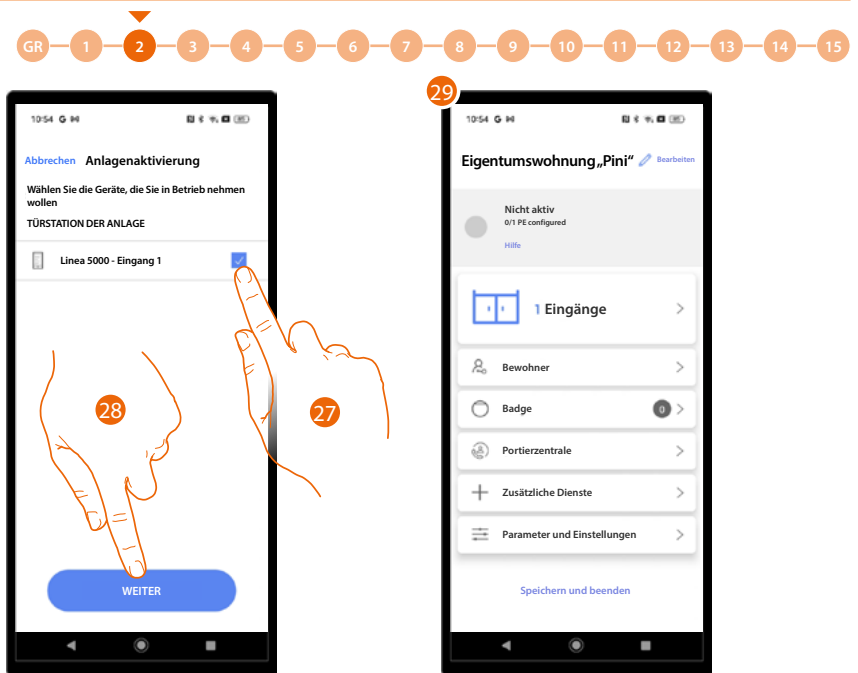 GR 1 2 3 4 5 6 7 8 9 10 11 12 13 14 15
10:54
Abbrechen Anlagenaktivierung
Wählen Sie die Geräte, die Sie in Betrieb nehmen
wollen
TÜRSTATION DER ANLAGE
Linea 5000 - Eingang 1
27
28
WEITER
29
10:54
Eigentumswohnung „Pini“ Bearbeiten
Nicht aktiv
0/1 PE configured
Hilfe
1 Eingänge
Bewohner
Badge 0
Portierzentrale
Zusätzliche Dienste
Parameter und Einstellungen
Speichern und beenden